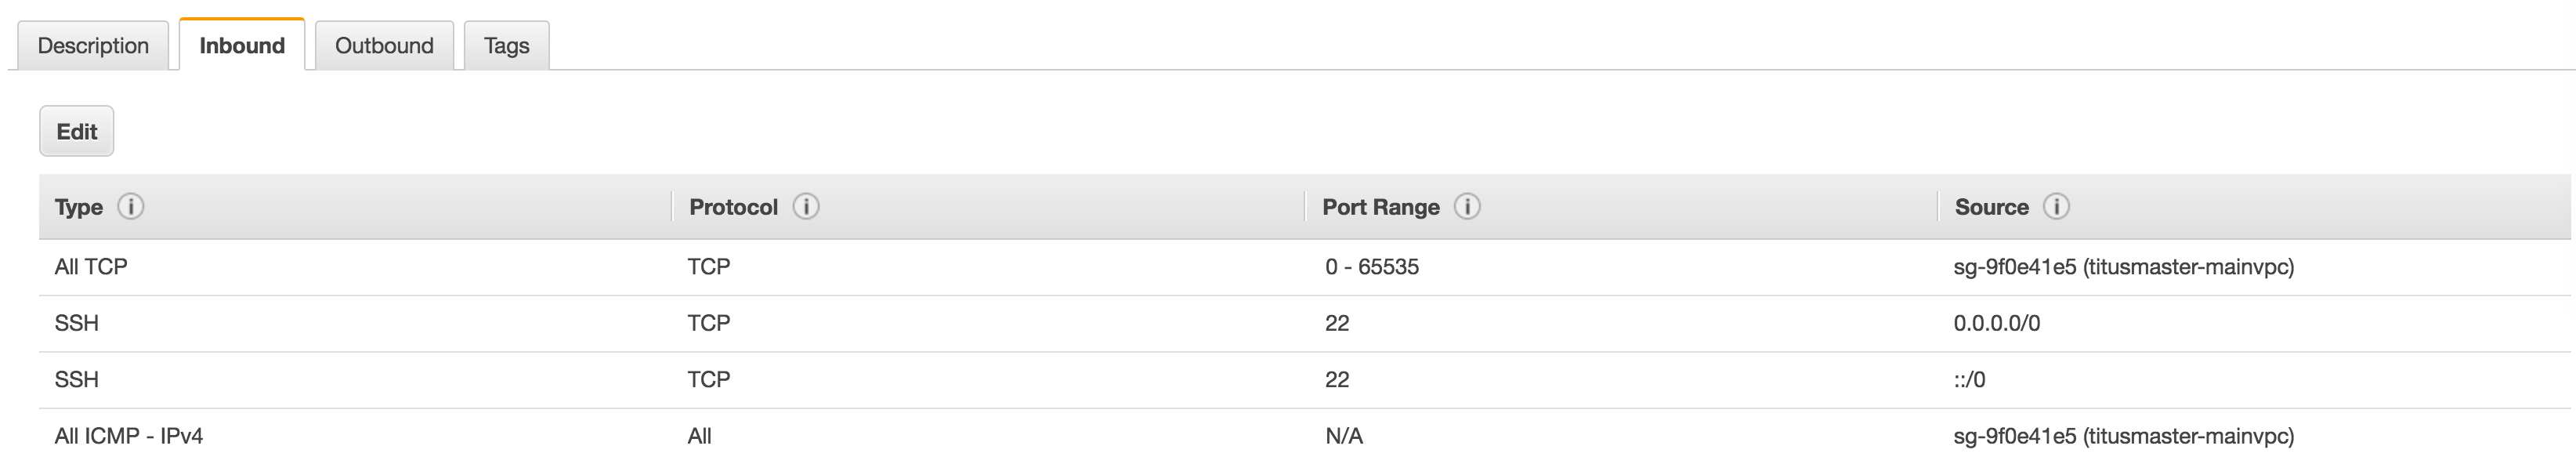 Description Inbound Outbound Tags
Edit
Type Protocol Port Range Source
All TCP TCP 0 - 65535 sg-9f0e41e5 (titusmaster-mainvpc)
SSH TCP 22 0.0.0.0/0
SSH TCP 22 ::/0
All ICMP - IPv4 All N/A sg-9f0e41e5 (titusmaster-mainvpc)